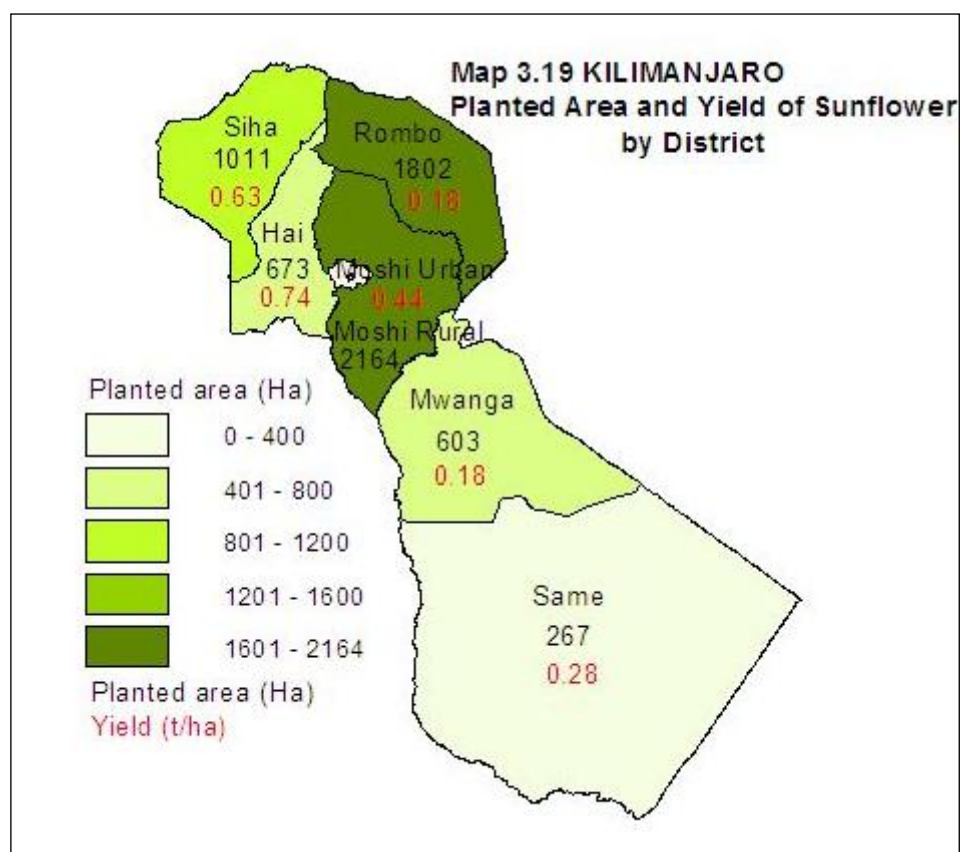 Map 3.19 KILIMANJARO
Planted Area and Yield of Sunflower
by District
Siha
1011
0.63
Rombo
1802
0.18
Hai
673
0.74
Moshi Urban
0.44
Moshi Rural
2164
Mwanga
603
0.18
Same
267
0.28
Planted area (Ha)
0 - 400
401 - 800
801 - 1200
1201 - 1600
1601 - 2164
Planted area (Ha)
Yield (t/ha)